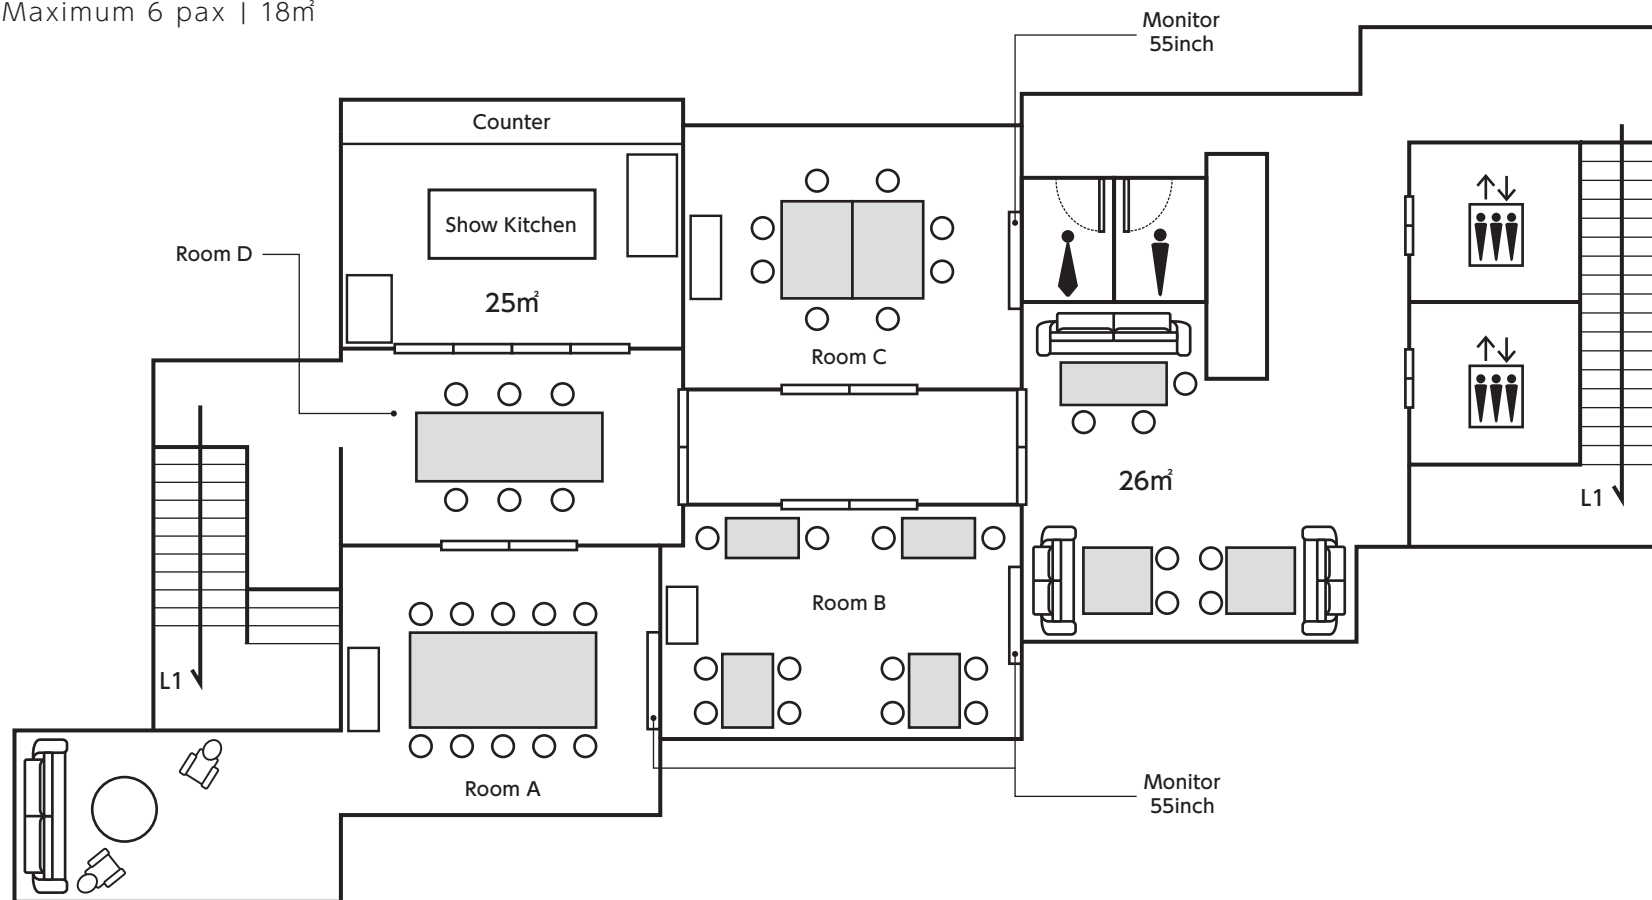 Maximum 6 pax | 18㎡
Monitor
55inch
Counter
Show Kitchen
Room D
25㎡
Room C
26㎡
L1
Room B
L1
Room A
Monitor
55inch